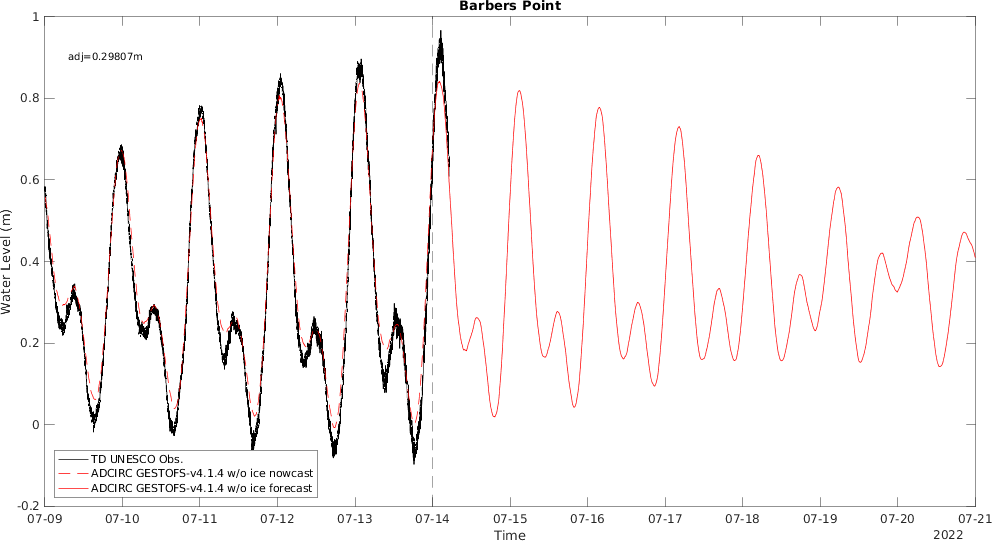 Barbers Point
adj=0.29807m
1
0.8
0.6
0.4
0.2
0
-0.2
Water Level (m)
TD UNESCO Obs.
ADCIRC GESTOFS-v4.1.4 w/o ice nowcast
ADCIRC GESTOFS-v4.1.4 w/o ice forecast
07-09 07-10 07-11 07-12 07-13 07-14 07-15 07-16 07-17 07-18 07-19 07-20 07-21
Time
2022